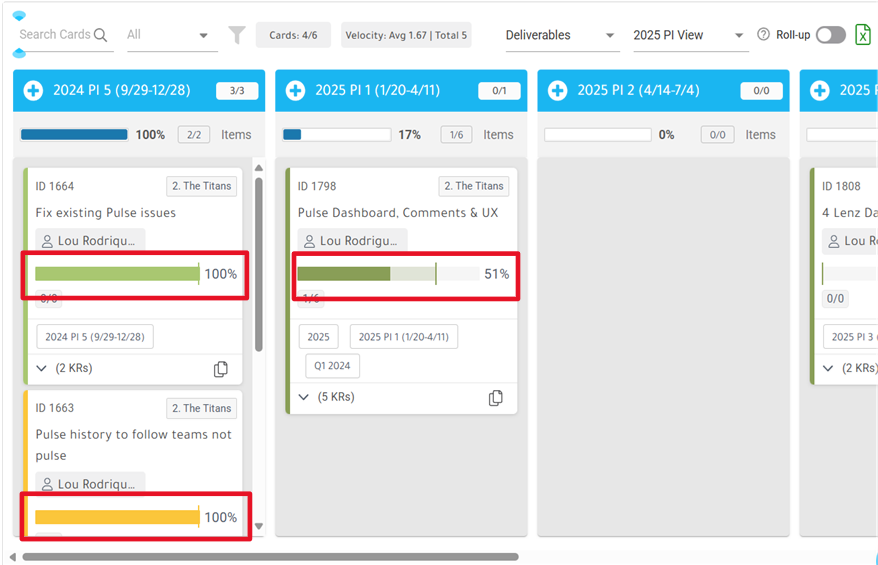 Search Cards
All
Cards: 4/6
Velocity: Avg 1.67 | Total 5
Deliverables
2025 PI View
Roll-up
2024 PI 5 (9/29-12/28)
3/3
100%
2/2
Items
ID 1664
2. The Titans
Fix existing Pulse issues
Lou Rodriqu...
100%
0/0
2024 PI 5 (9/29-12/28)
(2 KRs)
ID 1663
2. The Titans
Pulse history to follow teams not
pulse
Lou Rodriqu...
100%
2025 PI 1 (1/20-4/11)
0/1
17%
1/6
Items
ID 1798
2. The Titans
Pulse Dashboard, Comments & UX
Lou Rodrigu...
51%
1/6
2025
2025 PI 1 (1/20-4/11)
Q1 2024
(5 KRs)
2025 PI 2 (4/14-7/4)
0/0
0%
0/0
Items
2025 P
ID 1808
4 Lenz Da
Lou R
0/0
2025 PI 3
(2 KRs